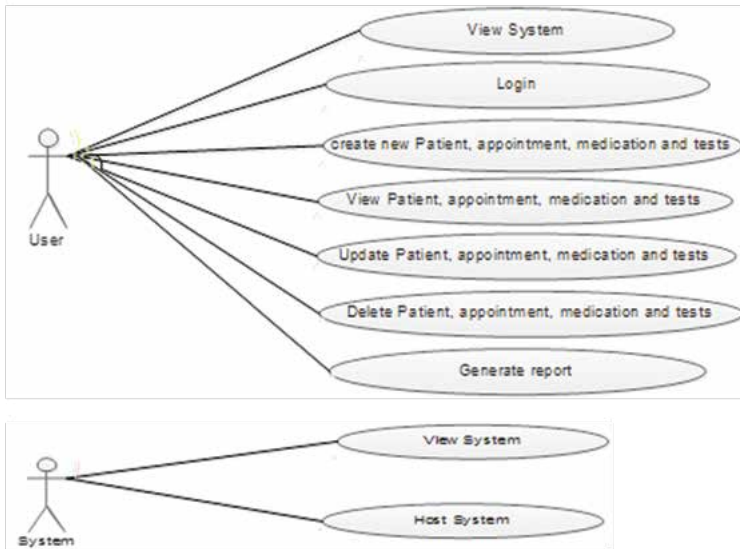 View System
Login
create new Patient, appointment, medication and tests
View Patient, appointment, medication and tests
User
Update Patient, appointment, medication and tests
Delete Patient, appointment, medication and tests
Generate report
View System
Host System
System